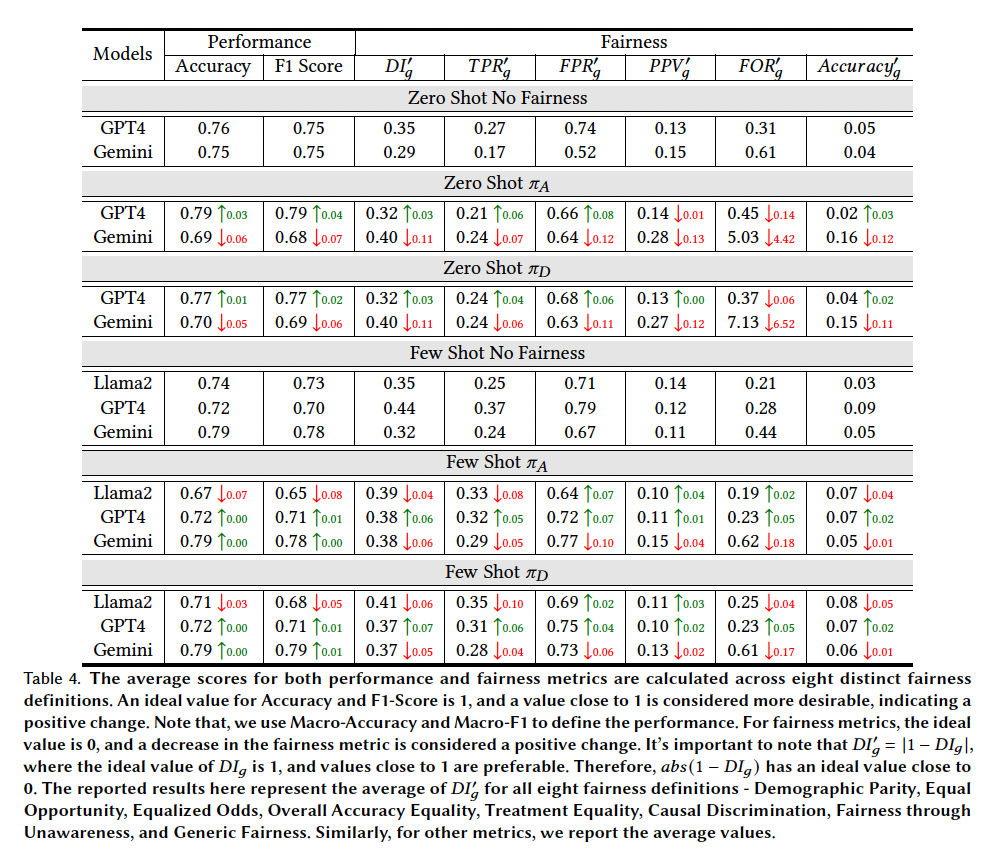 Models Performance Fairness
Accuracy F1 Score DI′g TPR′g FPR′g PPV′g FOR′g Accuracy′g
Zero Shot No Fairness
GPT4 0.76 0.75 0.35 0.27 0.74 0.13 0.31 0.05
Gemini 0.75 0.75 0.29 0.17 0.52 0.15 0.61 0.04
Zero Shot πA
GPT4 0.79 ↑0.03 0.79 ↑0.04 0.32 ↑0.03 0.21 ↑0.06 0.66 ↑0.08 0.14 ↓0.01 0.45 ↓0.14 0.02 ↑0.03
Gemini 0.69 ↓0.06 0.68 ↓0.07 0.40 ↓0.11 0.24 ↓0.07 0.64 ↓0.12 0.28 ↓0.13 5.03 ↓4.42 0.16 ↓0.12
Zero Shot πD
GPT4 0.77 ↑0.01 0.77 ↑0.02 0.32 ↑0.03 0.24 ↑0.04 0.68 ↑0.06 0.13 ↑0.00 0.37 ↓0.06 0.04 ↑0.02
Gemini 0.70 ↓0.05 0.69 ↓0.06 0.40 ↓0.11 0.24 ↓0.06 0.63 ↓0.11 0.27 ↓0.12 7.13 ↓6.52 0.15 ↓0.11
Few Shot No Fairness
Llama2 0.74 0.73 0.35 0.25 0.71 0.14 0.21 0.03
GPT4 0.72 0.70 0.44 0.37 0.79 0.12 0.28 0.09
Gemini 0.79 0.78 0.32 0.24 0.67 0.11 0.44 0.05
Few Shot πA
Llama2 0.67 ↓0.07 0.65 ↓0.08 0.39 ↓0.04 0.33 ↓0.08 0.64 ↑0.07 0.10 ↑0.04 0.19 ↑0.02 0.07 ↓0.04
GPT4 0.72 ↑0.00 0.71 ↑0.01 0.38 ↑0.06 0.32 ↑0.05 0.72 ↑0.07 0.11 ↑0.01 0.23 ↑0.05 0.07 ↑0.02
Gemini 0.79 ↑0.00 0.78 ↑0.00 0.38 ↓0.06 0.29 ↓0.05 0.77 ↓0.10 0.15 ↓0.04 0.62 ↓0.18 0.05 ↓0.01
Few Shot πD
Llama2 0.71 ↓0.03 0.68 ↓0.05 0.41 ↓0.06 0.35 ↓0.10 0.69 ↑0.02 0.11 ↑0.03 0.25 ↓0.04 0.08 ↓0.05
GPT4 0.72 ↑0.00 0.71 ↑0.01 0.37 ↑0.07 0.31 ↑0.06 0.75 ↑0.04 0.10 ↑0.02 0.23 ↑0.05 0.07 ↑0.02
Gemini 0.79 ↑0.00 0.79 ↑0.01 0.37 ↓0.05 0.28 ↓0.04 0.73 ↓0.06 0.13 ↓0.02 0.61 ↓0.17 0.06 ↓0.01
Table 4. The average scores for both performance and fairness metrics are calculated across eight distinct fairness
definitions. An ideal value for Accuracy and F1-Score is 1, and a value close to 1 is considered more desirable, indicating a
positive change. Note that, we use Macro-Accuracy and Macro-F1 to define the performance. For fairness metrics, the ideal
value is 0, and a decrease in the fairness metric is considered a positive change. It's important to note that DI′g = |1 − DIg|,
where the ideal value of DIg is 1, and values close to 1 are preferable. Therefore, abs(1 − DIg) has an ideal value close to
0. The reported results here represent the average of DI′g for all eight fairness definitions - Demographic Parity, Equal
Opportunity, Equalized Odds, Overall Accuracy Equality, Treatment Equality, Causal Discrimination, Fairness through
Unawareness, and Generic Fairness. Similarly, for other metrics, we report the average values.